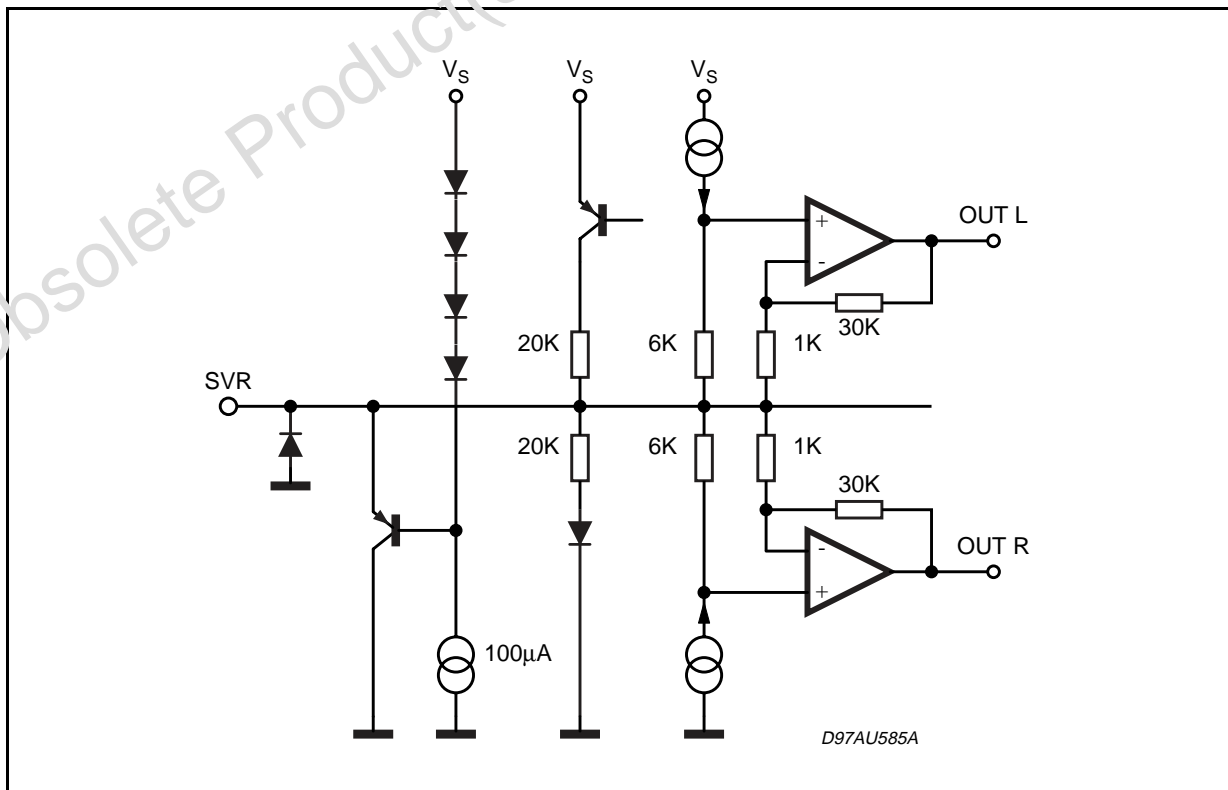 Obsolete Product(
V_S V_S V_S
OUT L
+
-
30K
20K 6K 1K
SVR
20K 6K 1K
30K
-
OUT R
+
100μA
D97AU585A